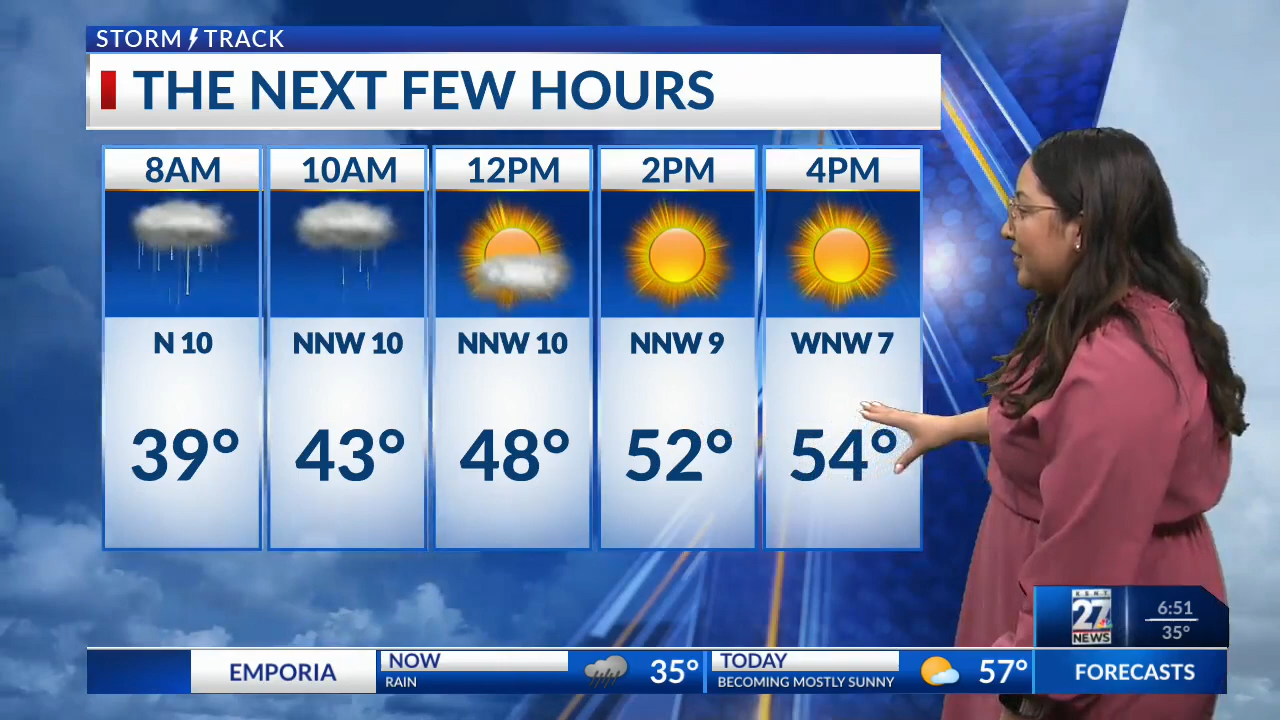 STORM TRACK
THE NEXT FEW HOURS
8AM 10AM 12PM 2PM 4PM
N 10 NNW 10 NNW 10 NNW 9 WNW 7
39° 43° 48° 52° 54°
KSNT
27
NEWS
6:51
35°
EMPORIA
NOW
RAIN
35°
TODAY
BECOMING MOSTLY SUNNY
57°
FORECASTS